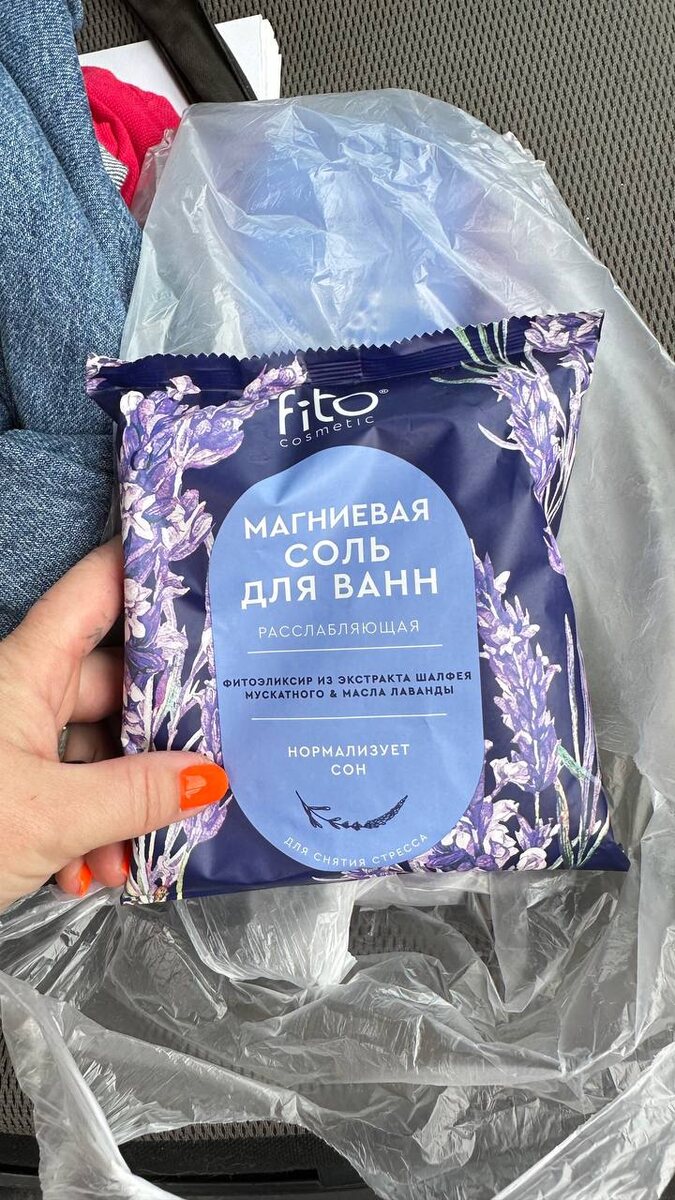 fito®
cosmetic
МАГНИЕВАЯ
СОЛЬ
ДЛЯ ВАНН
РАССЛАБЛЯЮЩАЯ
ФИТОЭЛИКСИР ИЗ ЭКСТРАКТА ШАЛФЕЯ
МУСКАТНОГО & МАСЛА ЛАВАНДЫ
НОРМАЛИЗУЕТ
СОН
ДЛЯ СНЯТИЯ СТРЕССА